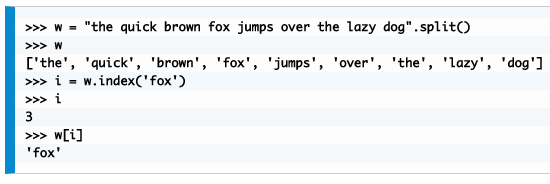 >>> w = "the quick brown fox jumps over the lazy dog".split()
>>> w
['the', 'quick', 'brown', 'fox', 'jumps', 'over', 'the', 'lazy', 'dog']
>>> i = w.index('fox')
>>> i
3
>>> w[i]
'fox'